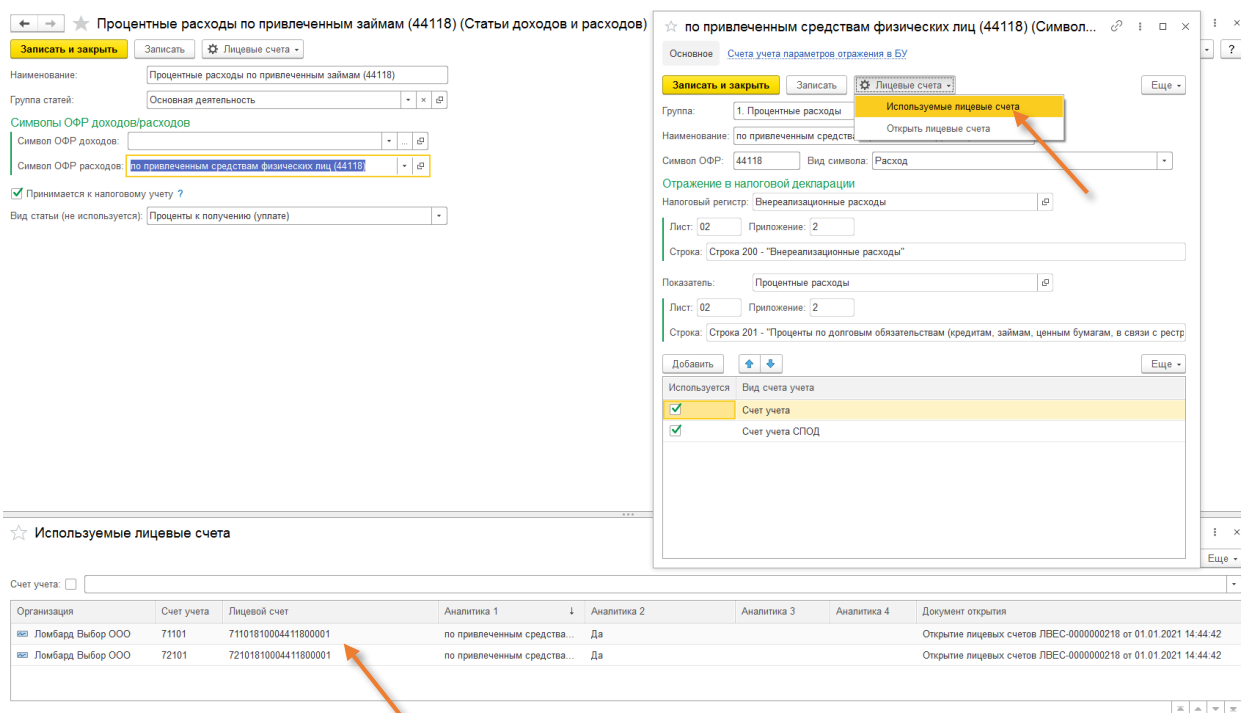 Процентные расходы по привлеченным займам (44118) (Статьи доходов и расходов)
Записать и закрыть Записать Лицевые счета
Наименование: Процентные расходы по привлеченным займам (44118)
Группа статей: Основная деятельность
Символы ОФР доходов/расходов
Символ ОФР доходов:
Символ ОФР расходов: по привлеченным средствам физических лиц (44118)
Принимается к налоговому учету ?
Вид статьи (не используется): Проценты к получению (уплате)
по привлеченным средствам физических лиц (44118) (Символ...
?
Основное Счета учета параметров отражения в БУ
Записать и закрыть Записать Лицевые счета Еще
Используемые лицевые счета
Открыть лицевые счета
Группа: 1. Процентные расходы
Наименование: по привлеченным средства
Символ ОФР: 44118 Вид символа: Расход
Отражение в налоговой декларации
Налоговый регистр: Внереализационные расходы
Лист: 02 Приложение: 2
Строка: Строка 200 - "Внереализационные расходы"
Показатель: Процентные расходы
Лист: 02 Приложение: 2
Строка: Строка 201 - "Проценты по долговым обязательствам (кредитам, займам, ценным бумагам, в связи с рестр
Добавить Еще
Используется Вид счета учета
Счет учета
Счет учета СПОД
Используемые лицевые счета
Еще
Счет учета:
Организация Счет учета Лицевой счет Аналитика 1 ↓ Аналитика 2 Аналитика 3 Аналитика 4 Документ открытия
Ломбард Выбор ООО 71101 71101810004411800001 по привлеченным средства... Да Открытие лицевых счетов ЛВЕС-0000000218 от 01.01.2021 14:44:42
Ломбард Выбор ООО 72101 72101810004411800001 по привлеченным средства... Да Открытие лицевых счетов ЛВЕС-0000000218 от 01.01.2021 14:44:42